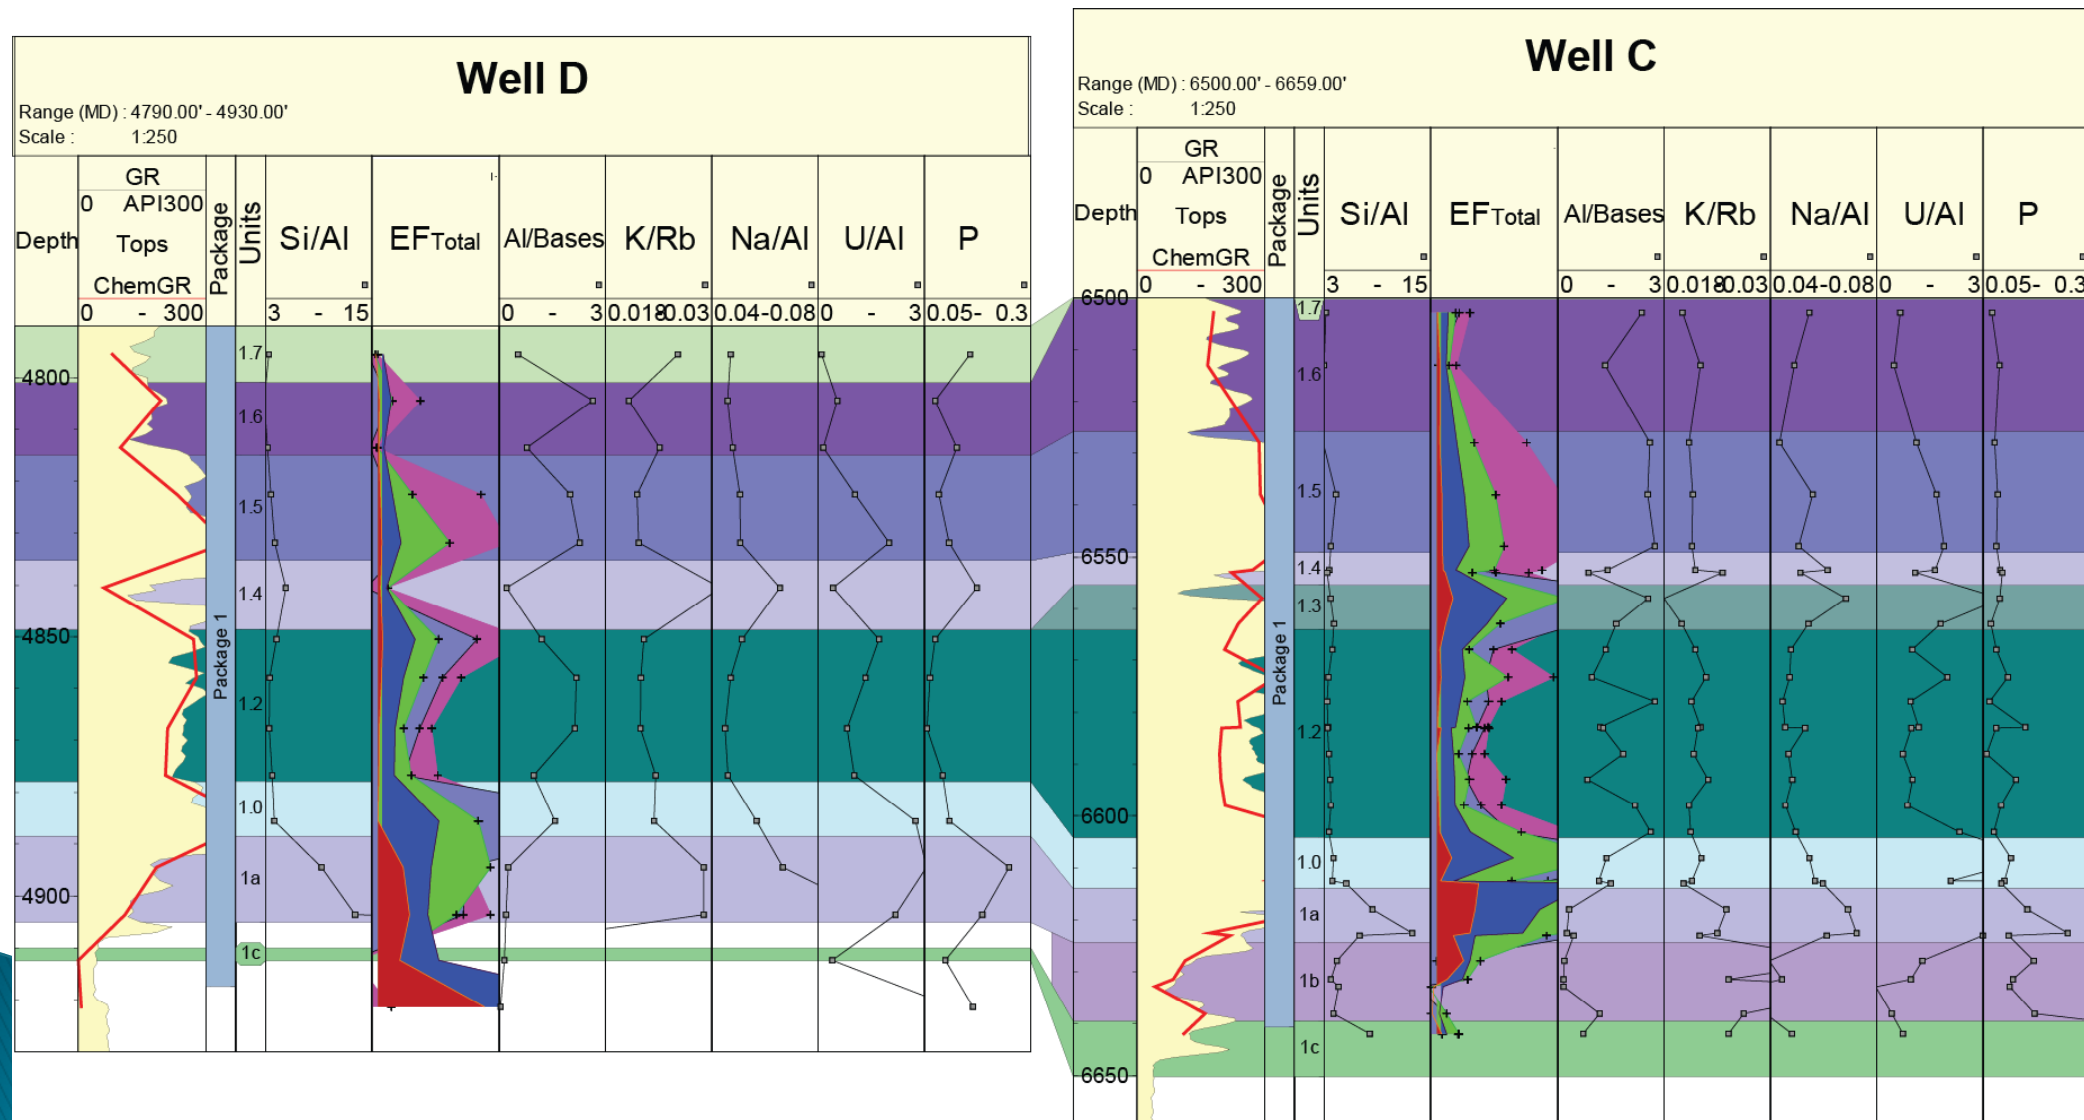 Well D
Range (MD) : 4790.00' - 4930.00'
Scale : 1:250
Depth
GR
0 API300
Tops
ChemGR
0 - 300
Package
Units
Si/Al
3 - 15
EFTotal
Al/Bases
0 - 3
K/Rb
0.018-0.03
Na/Al
0.04-0.08
U/Al
0 - 3
P
0.05- 0.3
4800
4850
4900
Package 1
1.7
1.6
1.5
1.4
1.2
1.0
1a
1c
Well C
Range (MD) : 6500.00' - 6659.00'
Scale : 1:250
Depth
GR
0 API300
Tops
ChemGR
0 - 300
Package
Units
Si/Al
3 - 15
EFTotal
Al/Bases
0 - 3
K/Rb
0.018-0.03
Na/Al
0.04-0.08
U/Al
0 - 3
P
0.05- 0.3
6500
6550
6600
6650
Package 1
1.7
1.6
1.5
1.4
1.3
1.2
1.0
1a
1b
1c